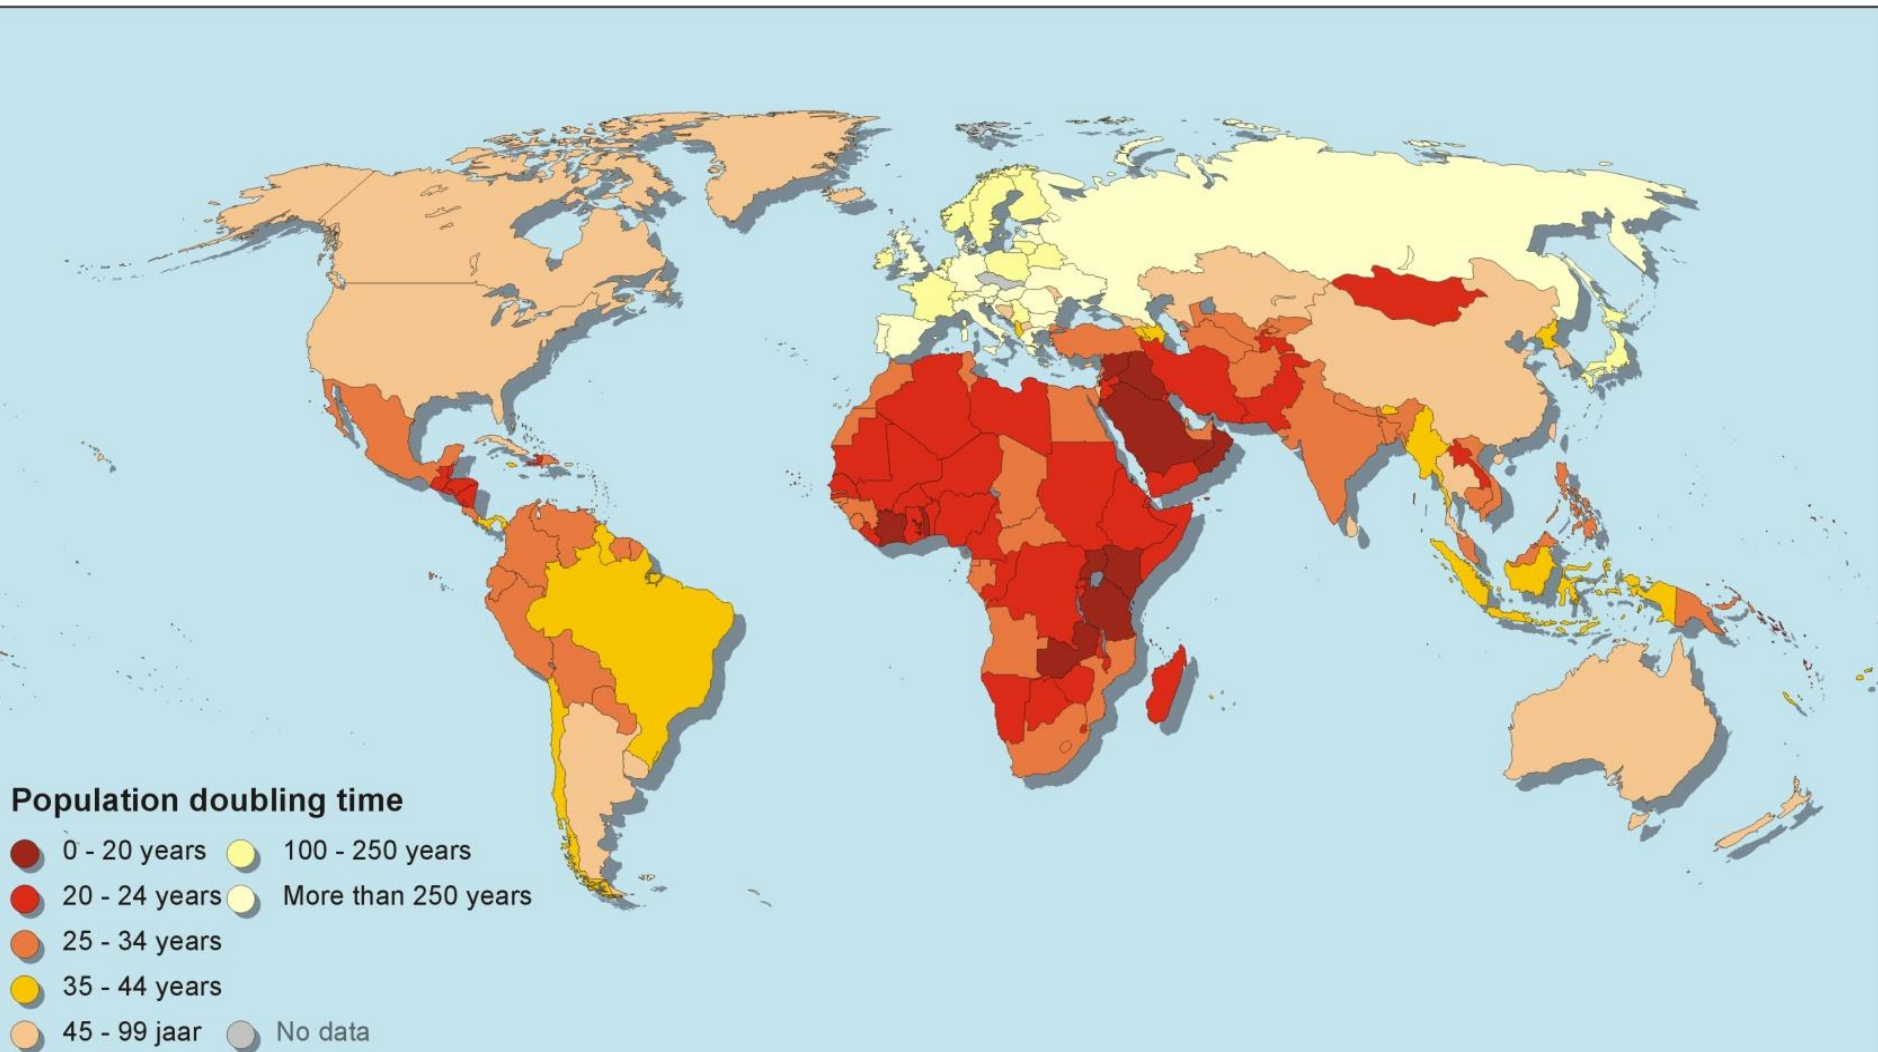 Population doubling time
0 - 20 years
20 - 24 years
25 - 34 years
35 - 44 years
45 - 99 jaar
100 - 250 years
More than 250 years
No data